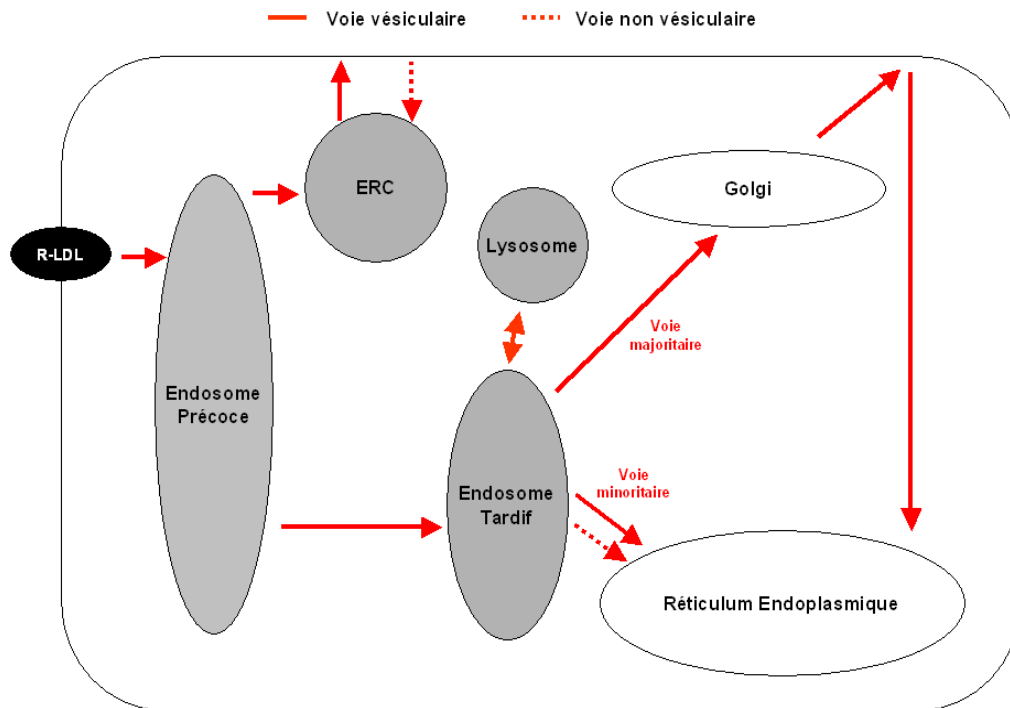 Voie vésiculaire
Voie non vésiculaire
ERC
Golgi
Lysosome
R-LDL
Voie
majoritaire
Endosome
Précoce
Voie
minoritaire
Endosome
Tardif
Réticulum Endoplasmique